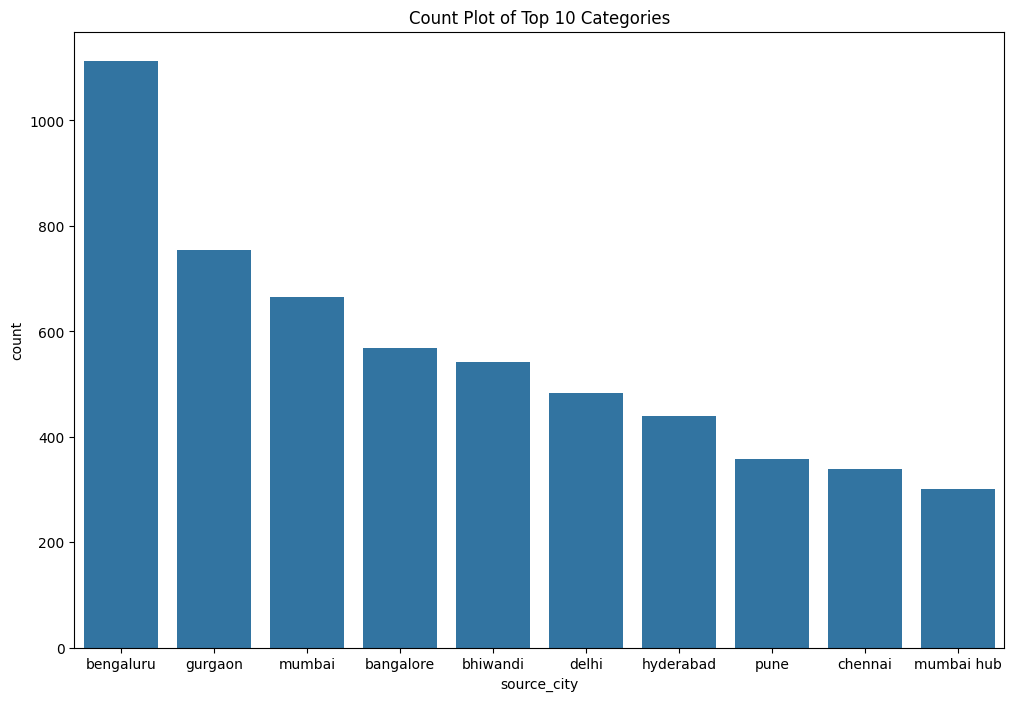 Count Plot of Top 10 Categories
count
1000
800
600
400
200
0
bengaluru gurgaon mumbai bangalore bhiwandi delhi hyderabad pune chennai mumbai hub
source_city